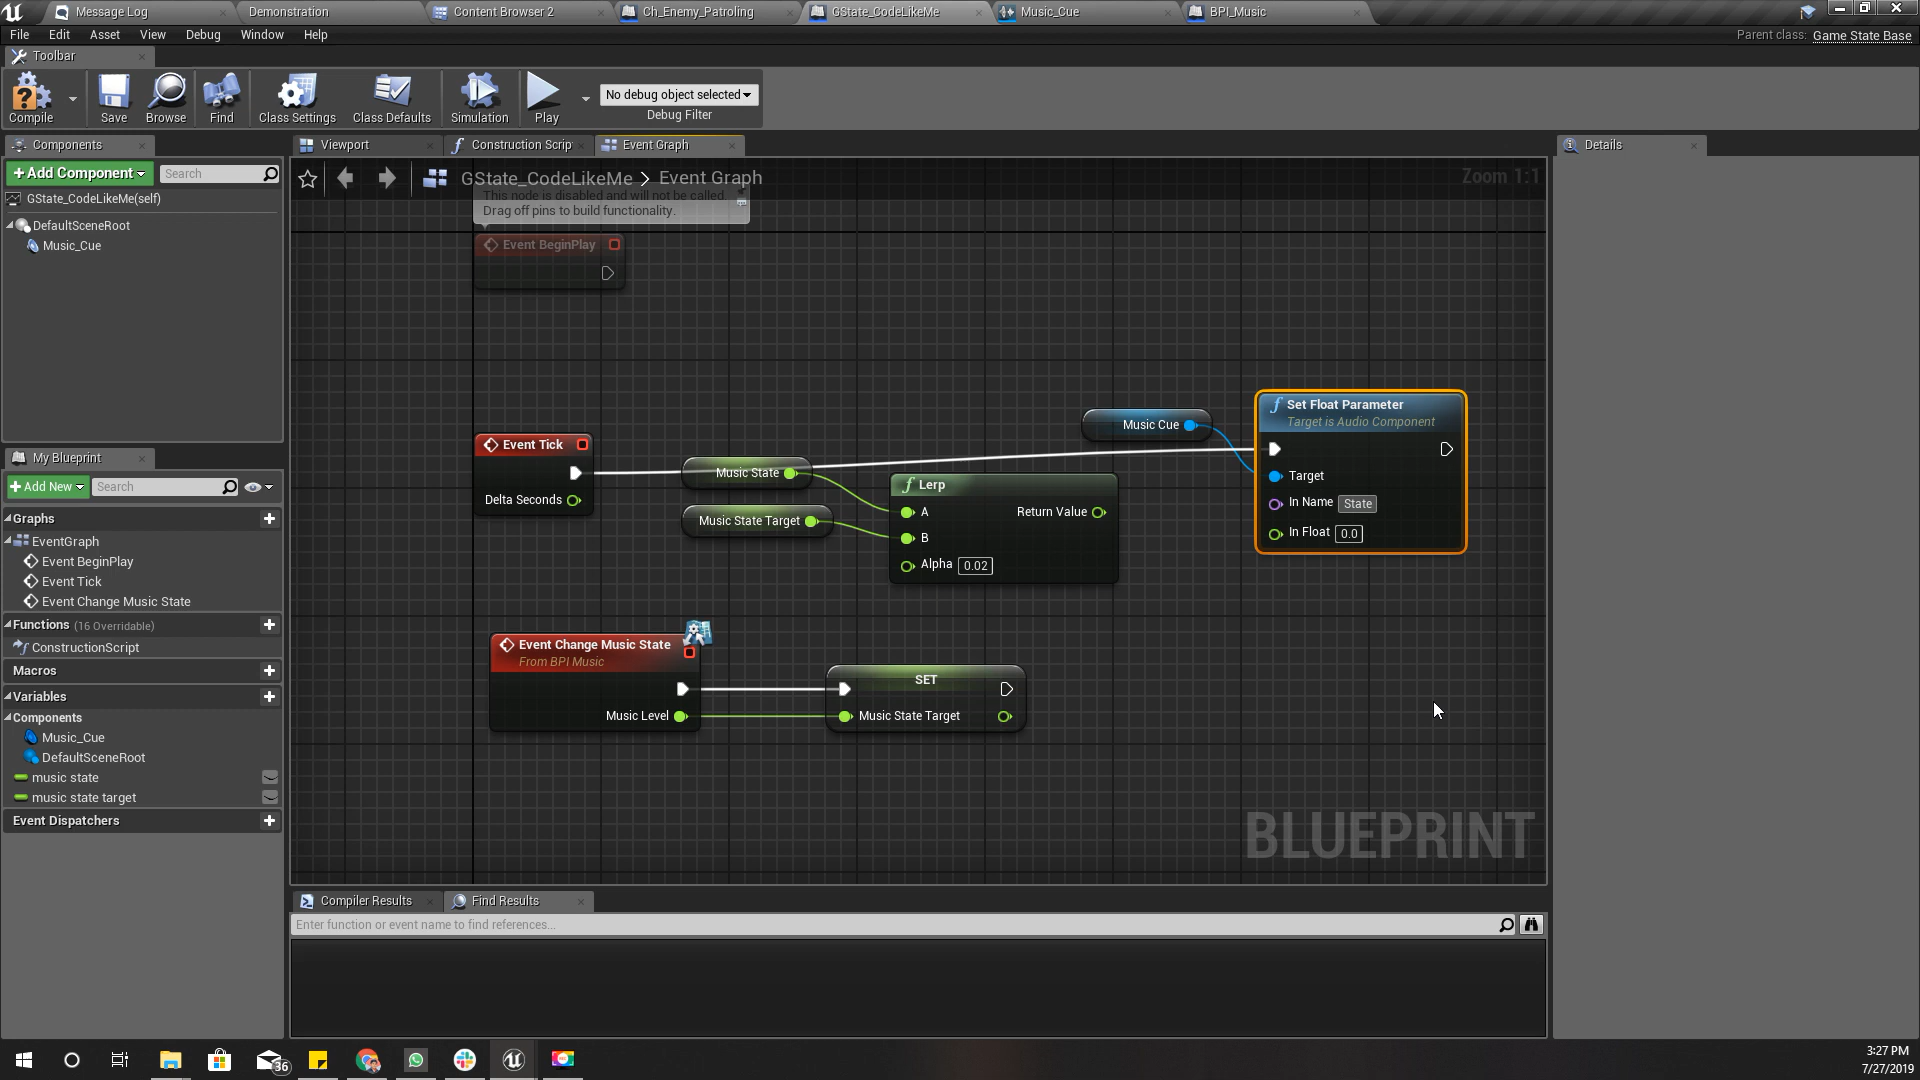 Message Log
Demonstration
Content Browser 2
Ch_Enemy_Patroling
GState_CodeLikeMe
Music_Cue
BPI_Music
File Edit Asset View Debug Window Help
Parent class: Game State Base
Toolbar
Compile
Save
Browse
Find
Class Settings
Class Defaults
Simulation
Play
No debug object selected
Debug Filter
Components
+Add Component
Search
GState_CodeLikeMe(self)
DefaultSceneRoot
Music_Cue
My Blueprint
+Add New
Search
Graphs
EventGraph
Event BeginPlay
Event Tick
Event Change Music State
Functions (16 Overridable)
ConstructionScript
Macros
Variables
Components
Music_Cue
DefaultSceneRoot
music state
music state target
Event Dispatchers
Viewport
Construction Scrip
Event Graph
GState_CodeLikeMe > Event Graph
Zoom 1:1
This node is disabled and will not be called.
Drag off pins to build functionality.
Event BeginPlay
Event Tick
Delta Seconds
Music State
Music State Target
Lerp
A
Return Value
B
Alpha 0.02
Music Cue
Set Float Parameter
Target is Audio Component
Target
In Name State
In Float 0.0
Event Change Music State
From BPI Music
Music Level
SET
Music State Target
BLUEPRINT
Details
Compiler Results
Find Results
Enter function or event name to find references...
36
3:27 PM
7/27/2019